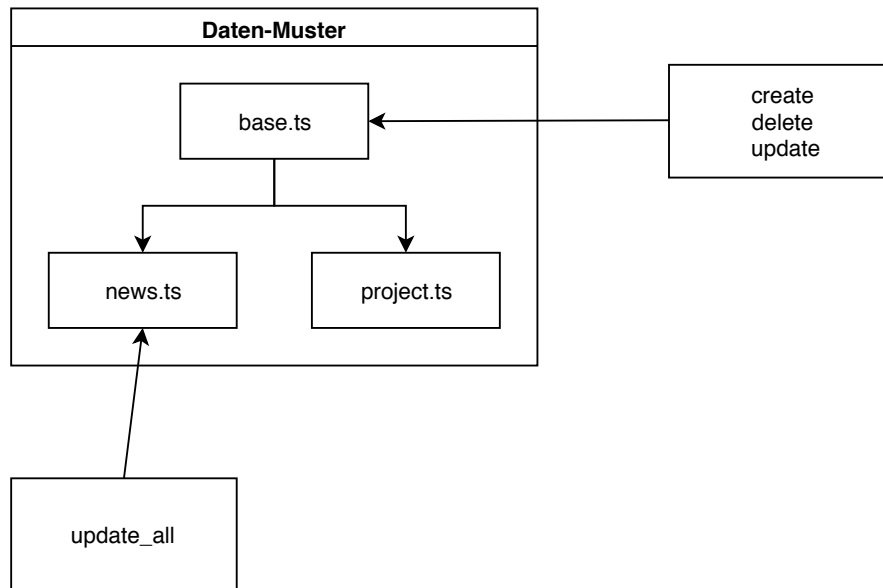 Daten-Muster
base.ts
create
delete
update
news.ts
project.ts
update_all